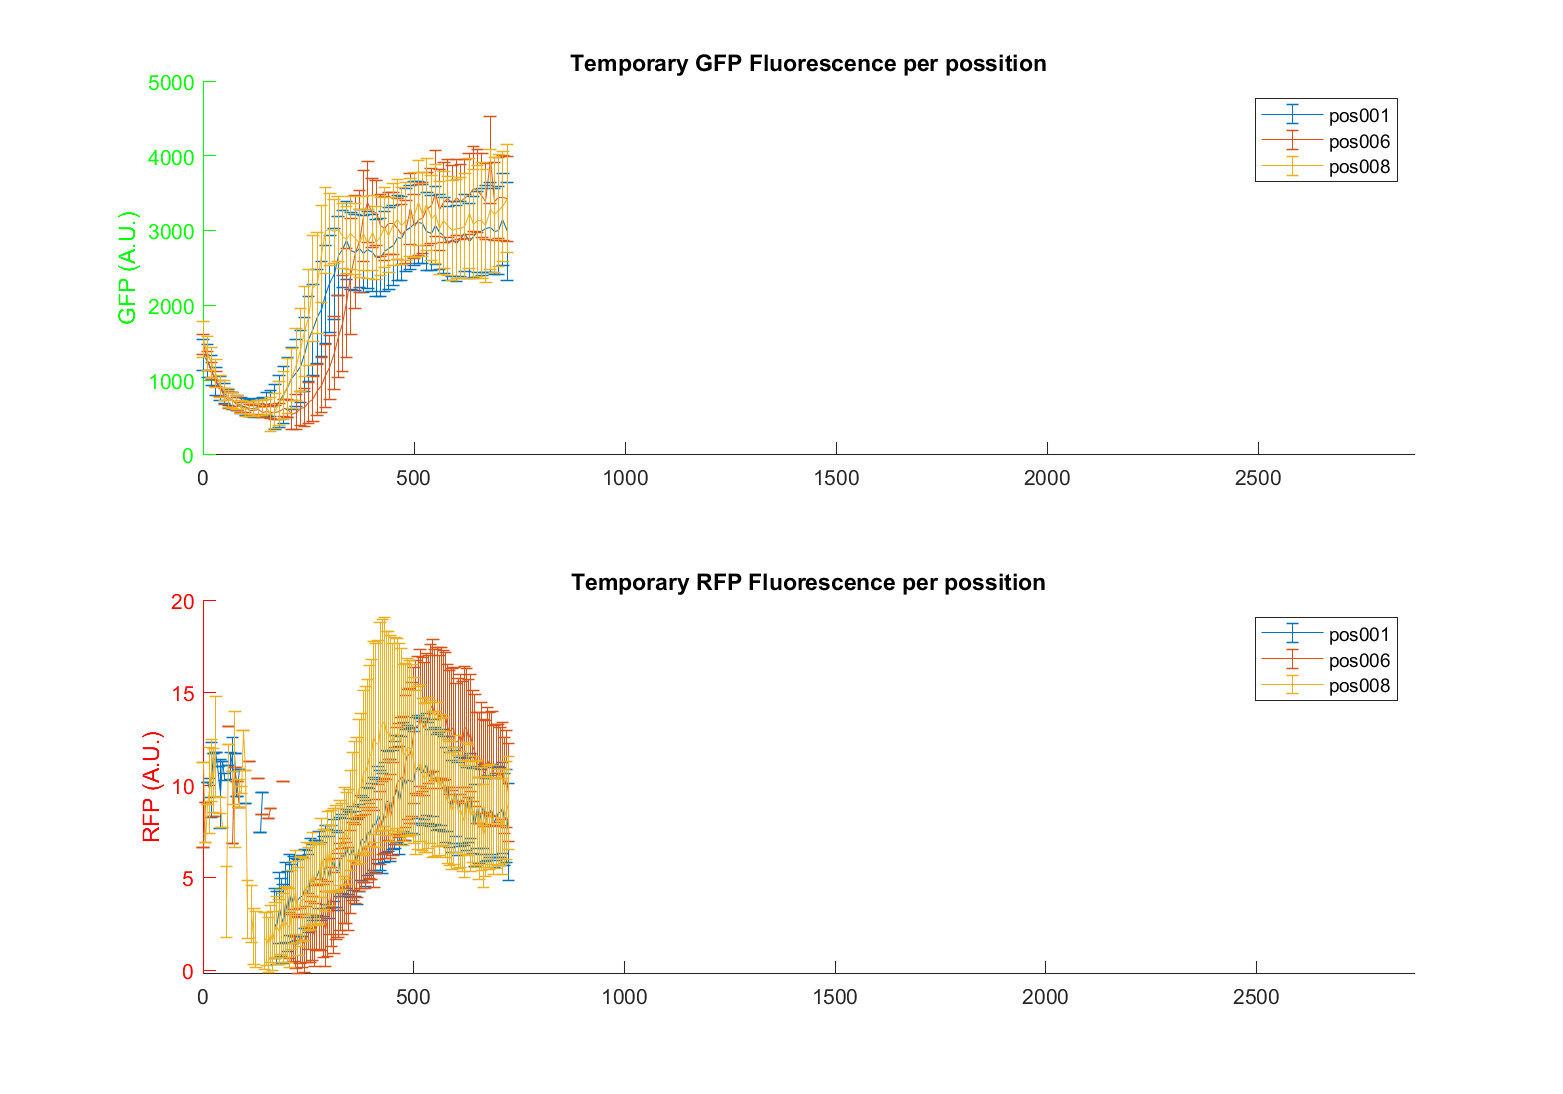 Temporary GFP Fluorescence per possition
5000
4000
3000
2000
1000
0
GFP (A.U.)
0 500 1000 1500 2000 2500
pos001
pos006
pos008
Temporary RFP Fluorescence per possition
20
15
10
5
0
RFP (A.U.)
0 500 1000 1500 2000 2500
pos001
pos006
pos008